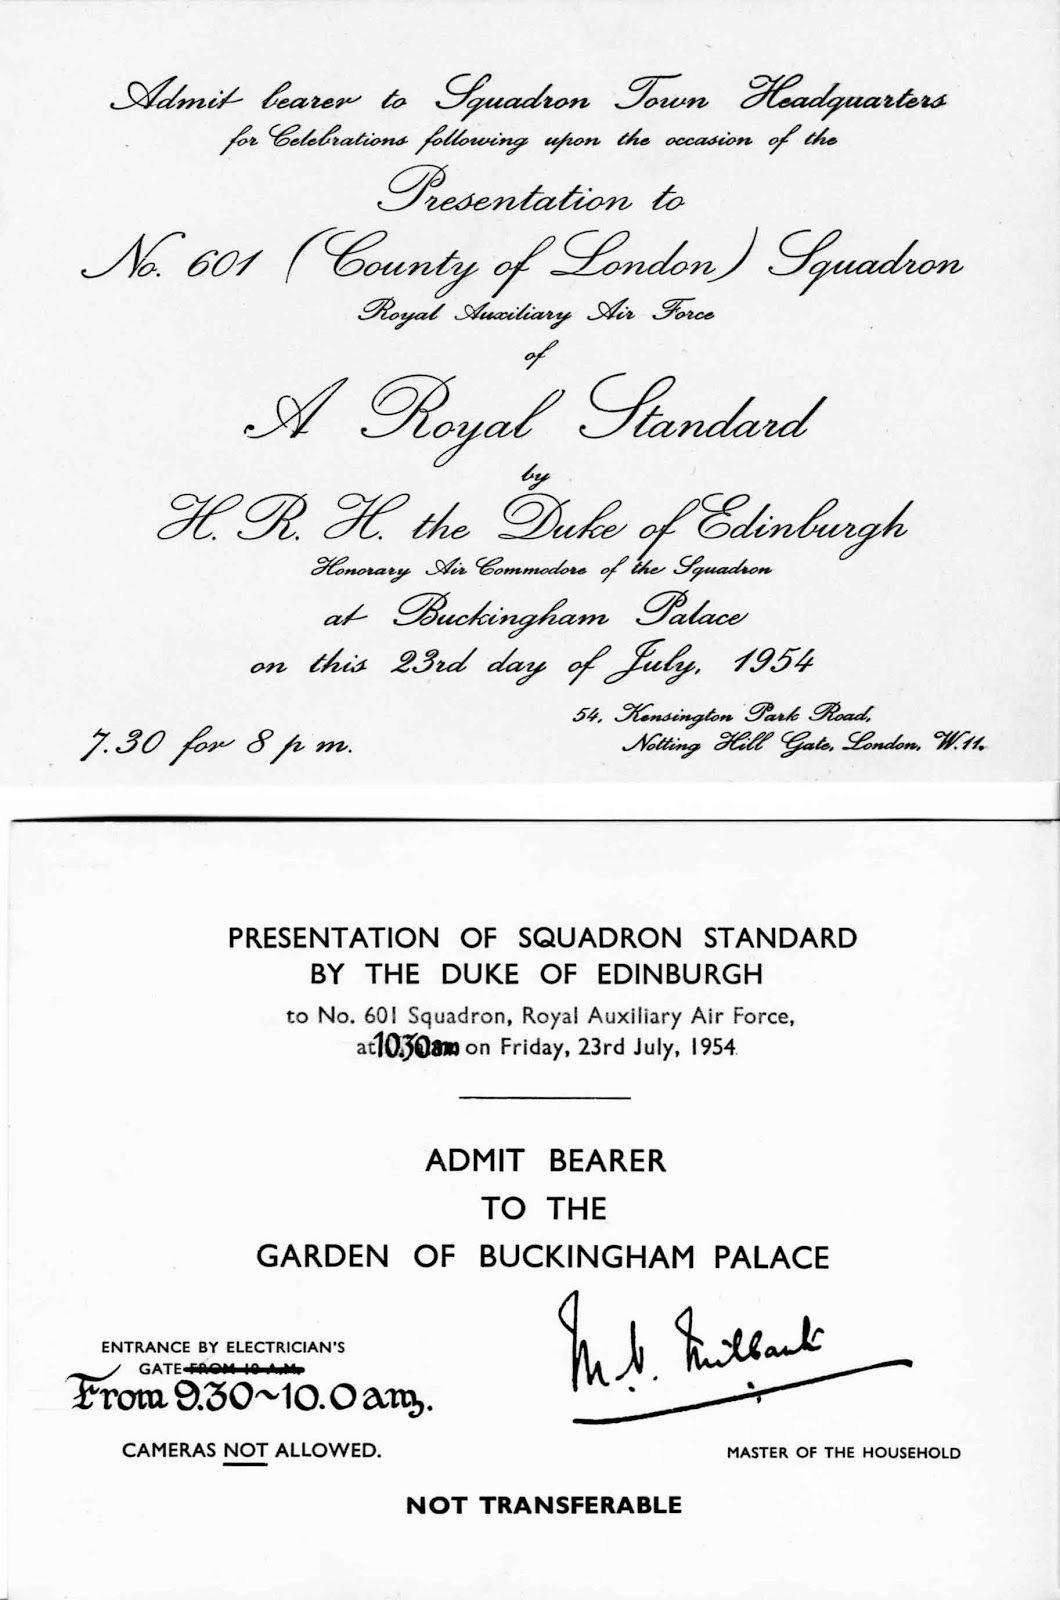 Admit bearer to Squadron Town Headquarters
for Celebrations following upon the occasion of the
Presentation to
No. 601 (County of London) Squadron
Royal Auxiliary Air Force
of
A Royal Standard
by
H. R. H. the Duke of Edinburgh
Honorary Air Commodore of the Squadron
at Buckingham Palace
on this 23rd day of July, 1954
54, Kensington Park Road,
7.30 for 8 p m.
Notting Hill Gate, London, W.11.
PRESENTATION OF SQUADRON STANDARD
BY THE DUKE OF EDINBURGH
to No. 601 Squadron, Royal Auxiliary Air Force,
at 10.30am on Friday, 23rd July, 1954
ADMIT BEARER
TO THE
GARDEN OF BUCKINGHAM PALACE
ENTRANCE BY ELECTRICIAN'S
GATE FROM 10 A.M.
From 9.30~10.0 am.
M. V. Milbank
CAMERAS NOT ALLOWED.
MASTER OF THE HOUSEHOLD
NOT TRANSFERABLE